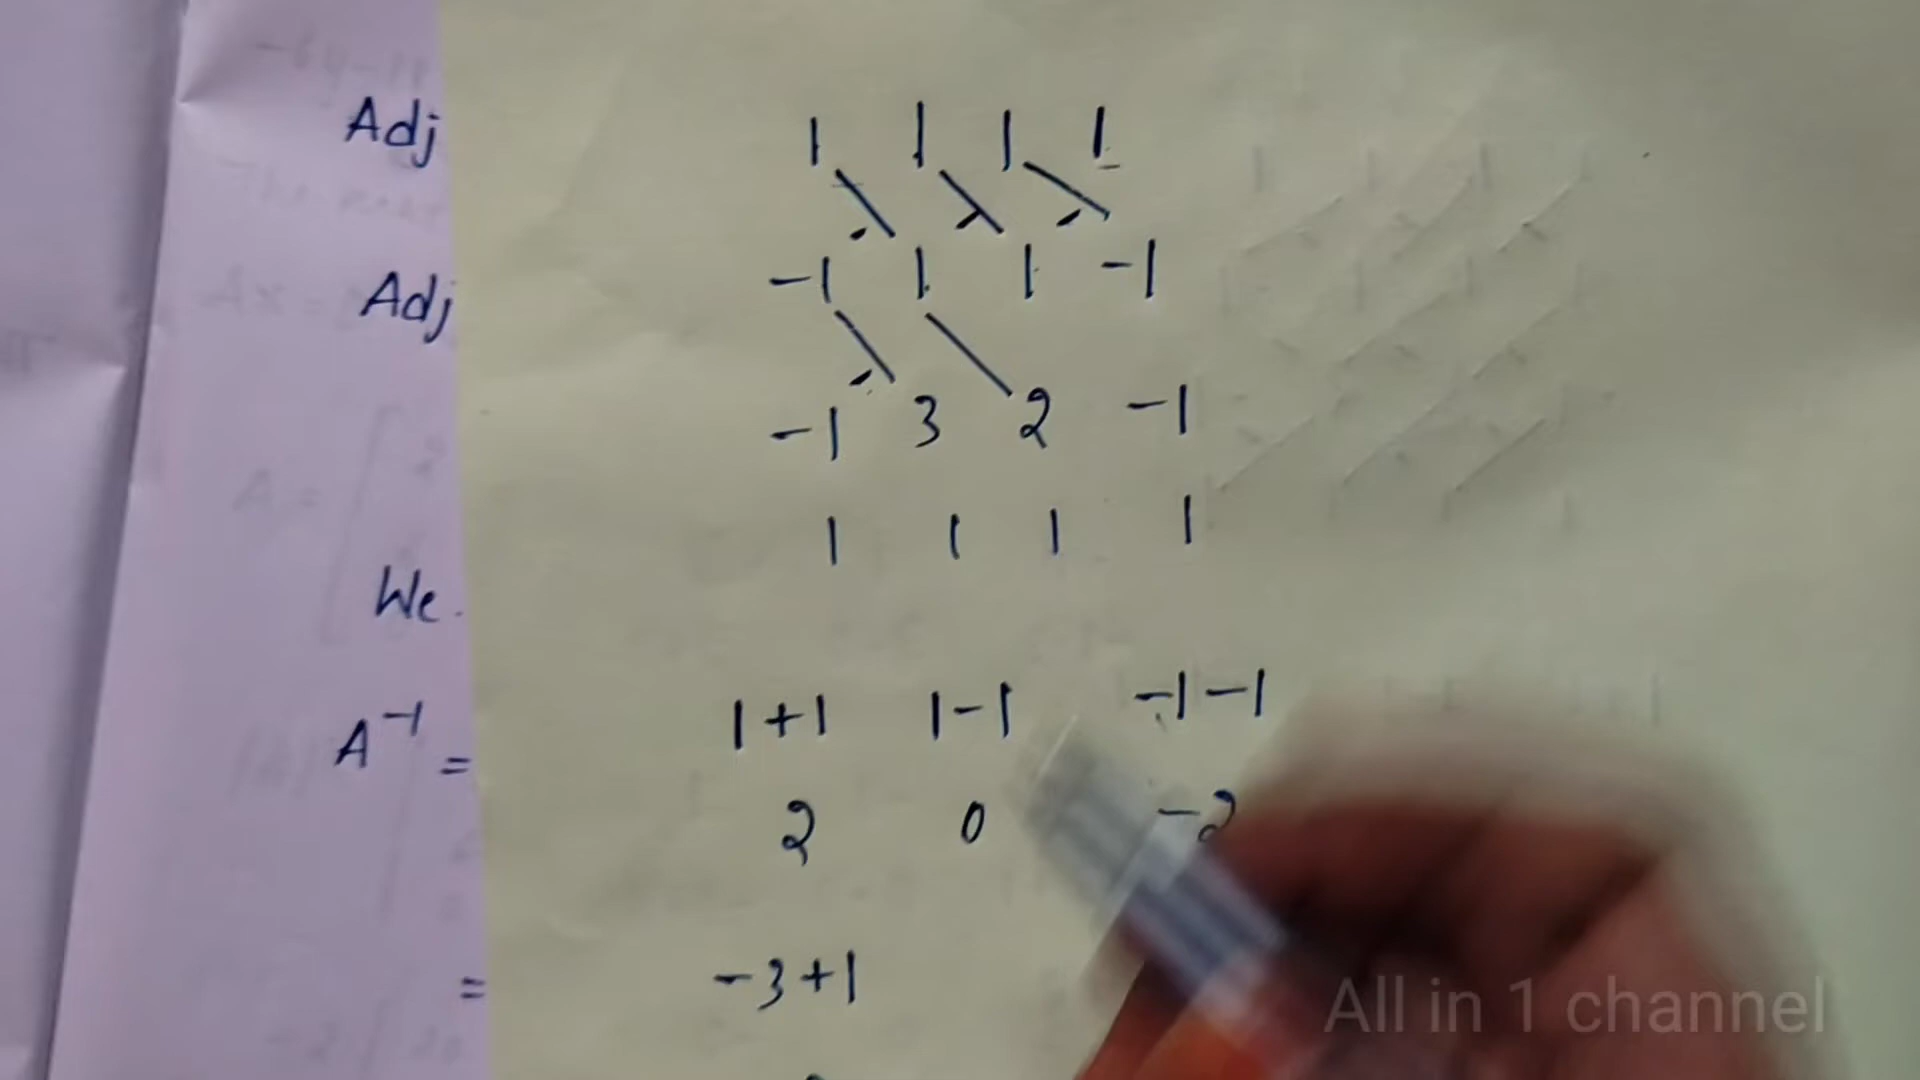 Adj
1 1 1 1
-1 1 1 -1
Adj
-1 3 2 -1
1 1 1 1
We
A⁻¹ =
1+1 1-1 -1-1
2 0 -2
= -3+1
All in 1 channel